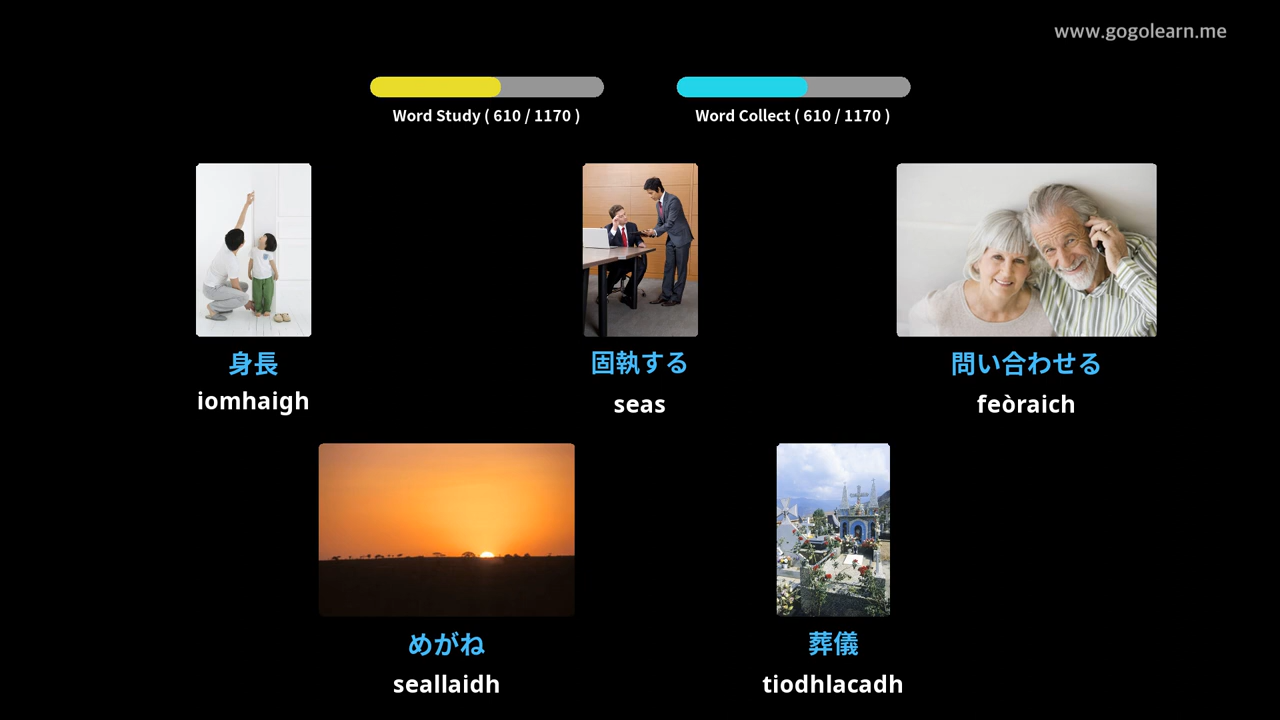 www.gogolearn.me
Word Study ( 610 / 1170 )
Word Collect ( 610 / 1170 )
身長
iomhaigh
固執する
seas
問い合わせる
feòraich
めがね
seallaidh
葬儀
tiodhlacadh